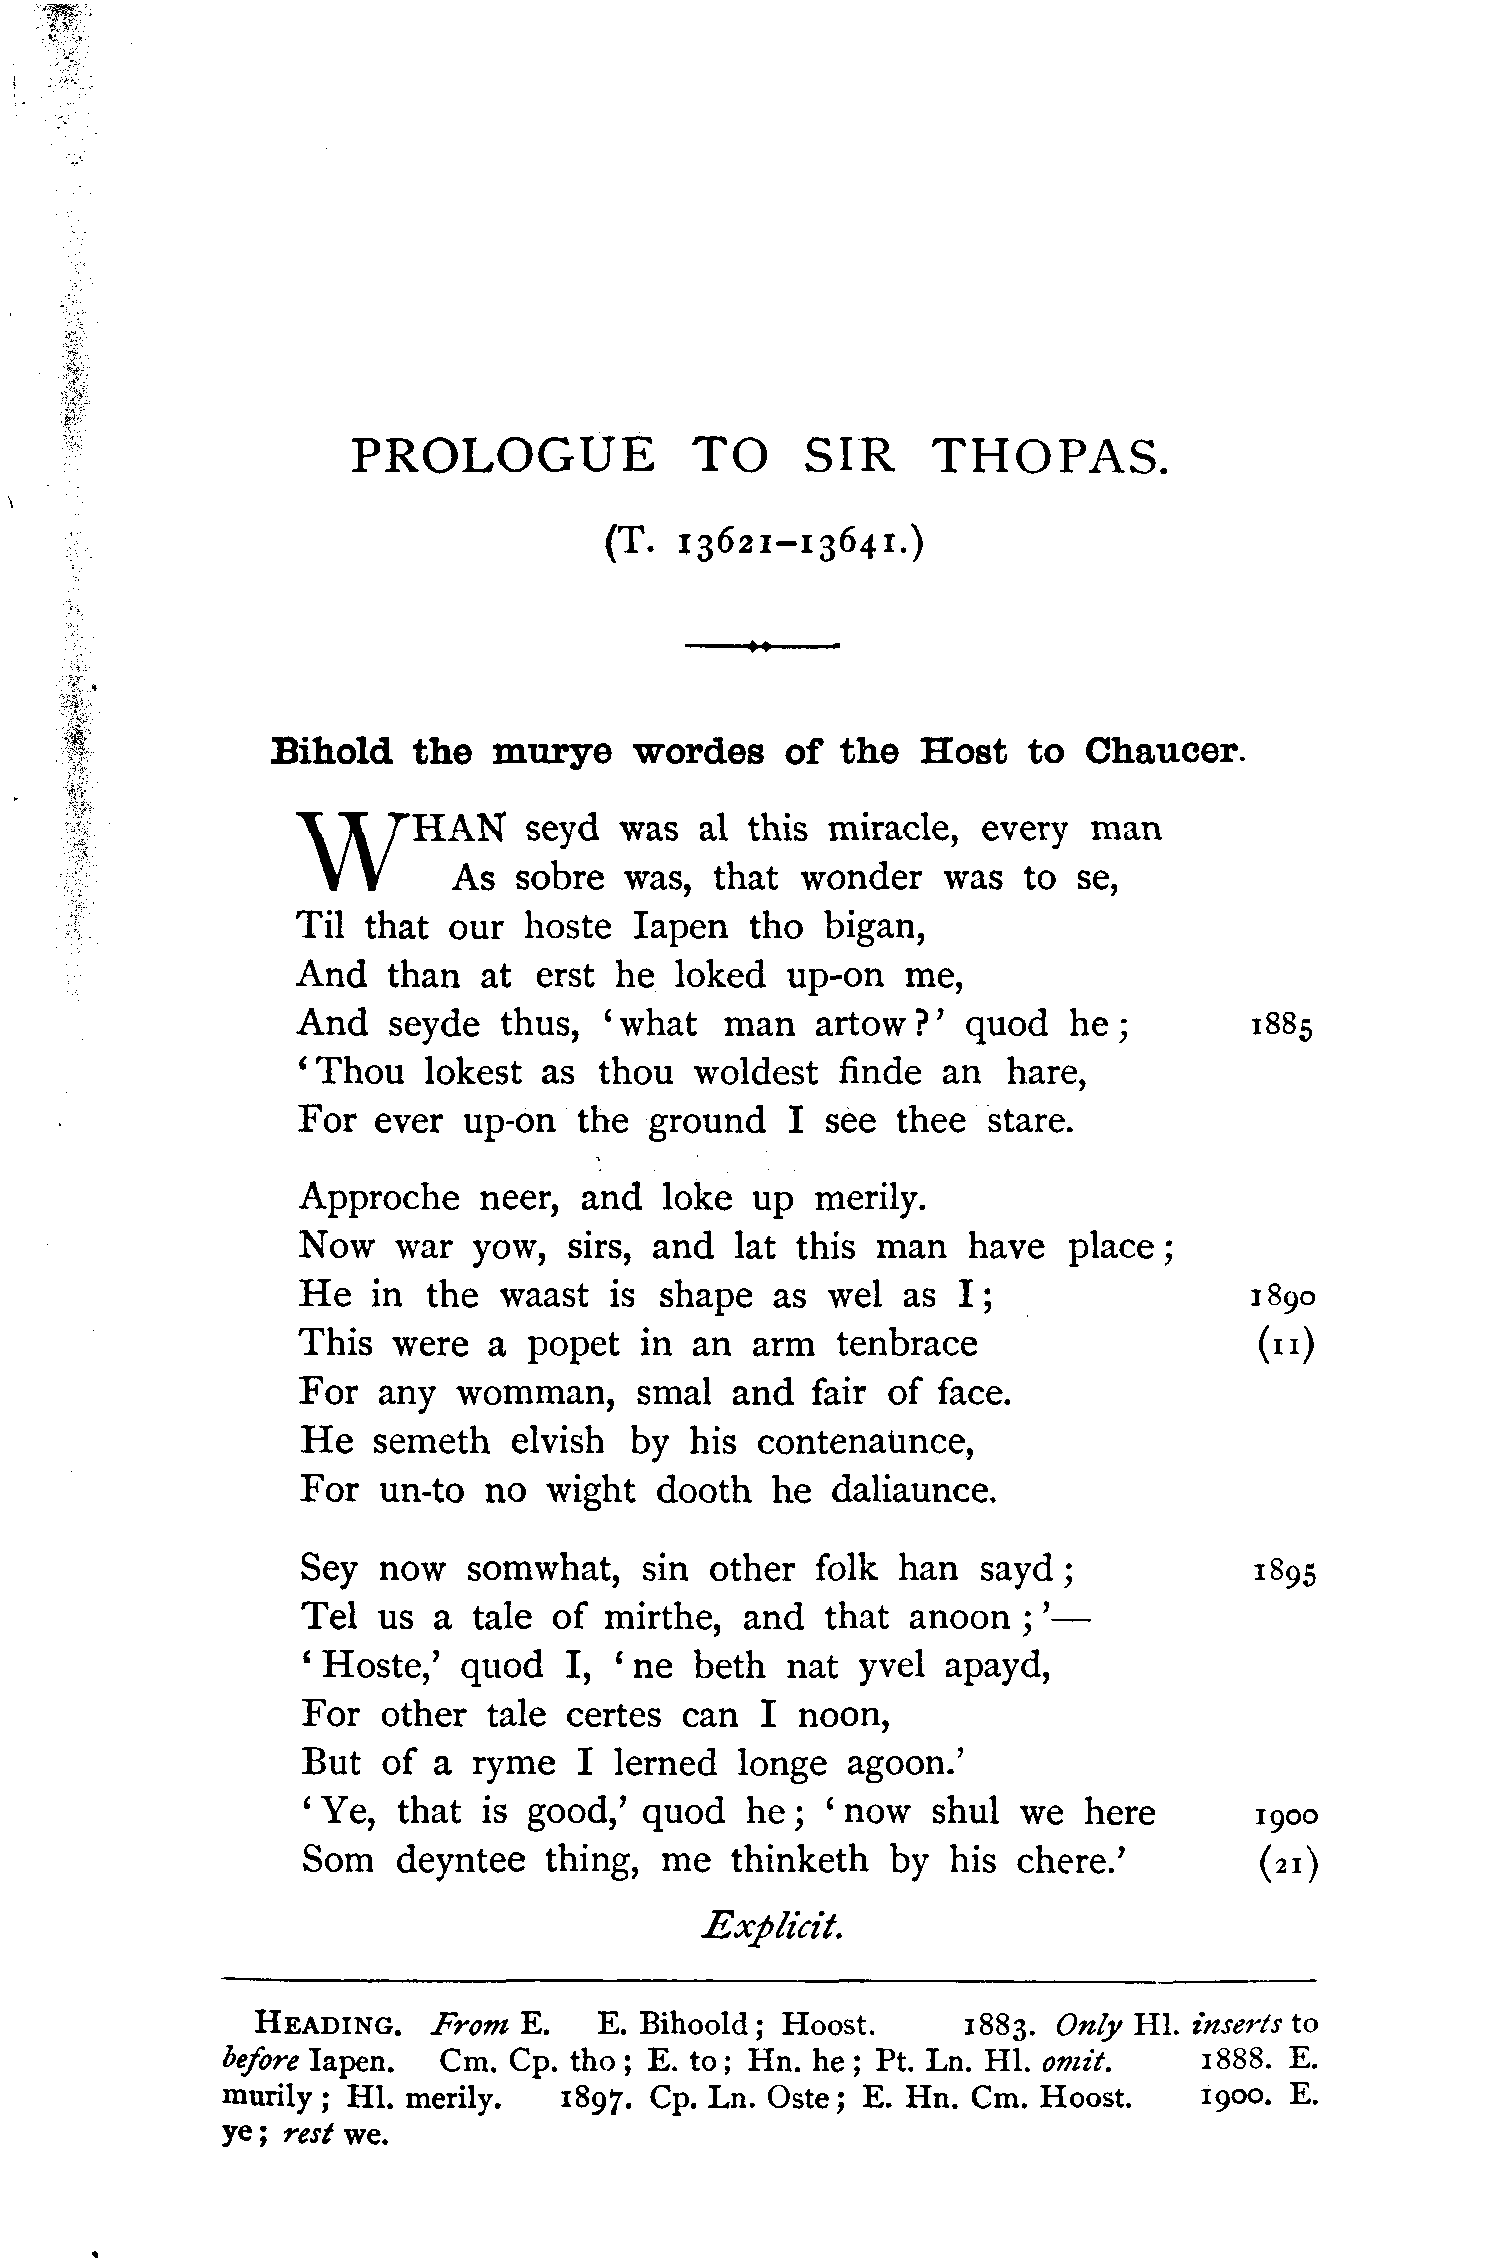 PROLOGUE TO SIR THOPAS.
(T. 13621–13641.)
Bihold the murye wordes of the Host to Chaucer.
WHAN seyd was al this miracle, every man
As sobre was, that wonder was to se,
Til that our hoste Iapen tho bigan,
And than at erst he loked up-on me,
And seyde thus, ‘what man artow?’ quod he; 1885
‘Thou lokest as thou woldest finde an hare,
For ever up-on the ground I see thee stare.
Approche neer, and loke up merily.
Now war yow, sirs, and lat this man have place;
He in the waast is shape as wel as I; 1890
This were a popet in an arm tenbrace (11)
For any womman, smal and fair of face.
He semeth elvish by his contenaunce,
For un-to no wight dooth he daliaunce.
Sey now somwhat, sin other folk han sayd; 1895
Tel us a tale of mirthe, and that anoon;’—
‘Hoste,’ quod I, ‘ne beth nat yvel apayd,
For other tale certes can I noon,
But of a ryme I lerned longe agoon.’
‘Ye, that is good,’ quod he; ‘now shul we here 1900
Som deyntee thing, me thinketh by his chere.’ (21)
Explicit.
HEADING. From E. E. Bihoold; Hoost. 1883. Only Hl. inserts to
before Iapen. Cm. Cp. tho; E. to; Hn. he; Pt. Ln. Hl. omit. 1888. E.
murily; Hl. merily. 1897. Cp. Ln. Oste; E. Hn. Cm. Hoost. 1900. E.
ye; rest we.